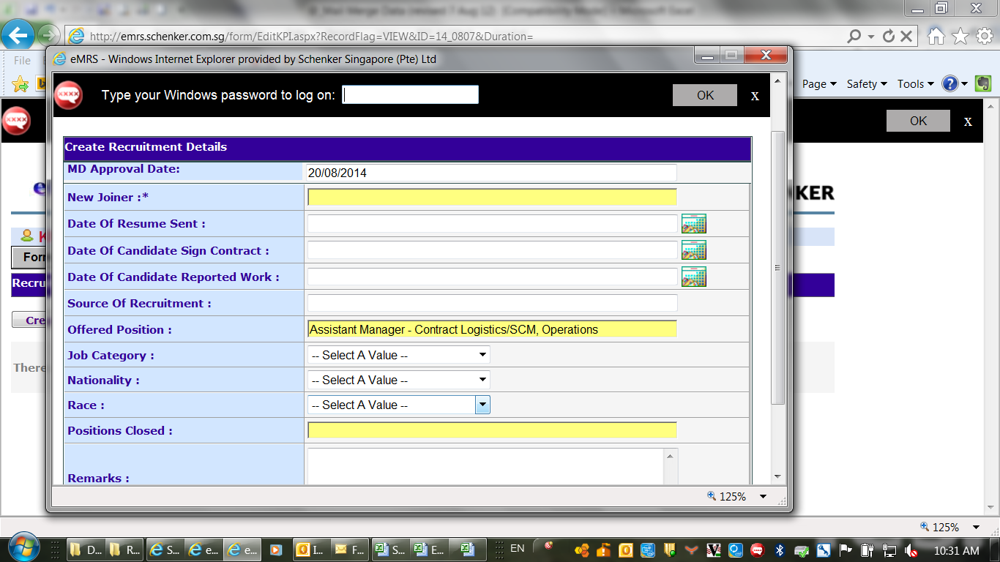 @_Mail Merge Data (revised 7 Aug 12) [Compatibility Mode] - Microsoft Excel
http://emrs.schenker.com.sg/form/EditKPI.aspx?RecordFlag=VIEW&ID=14_0807&Duration=
File
eMRS - Windows Internet Explorer provided by Schenker Singapore (Pte) Ltd
Page Safety Tools
xxxx Type your Windows password to log on: OK x
xxxx OK x
Create Recruitment Details
MD Approval Date: 20/08/2014
New Joiner :*
KER
Date Of Resume Sent :
Date Of Candidate Sign Contract :
Form
Date Of Candidate Reported Work :
Recru
Source Of Recruitment :
Cre
Offered Position : Assistant Manager - Contract Logistics/SCM, Operations
Job Category : -- Select A Value --
There
Nationality : -- Select A Value --
Race : -- Select A Value --
Positions Closed :
Remarks :
125%
125%
D... R... S... e... e... I... F... S... E... EN 10:31 AM